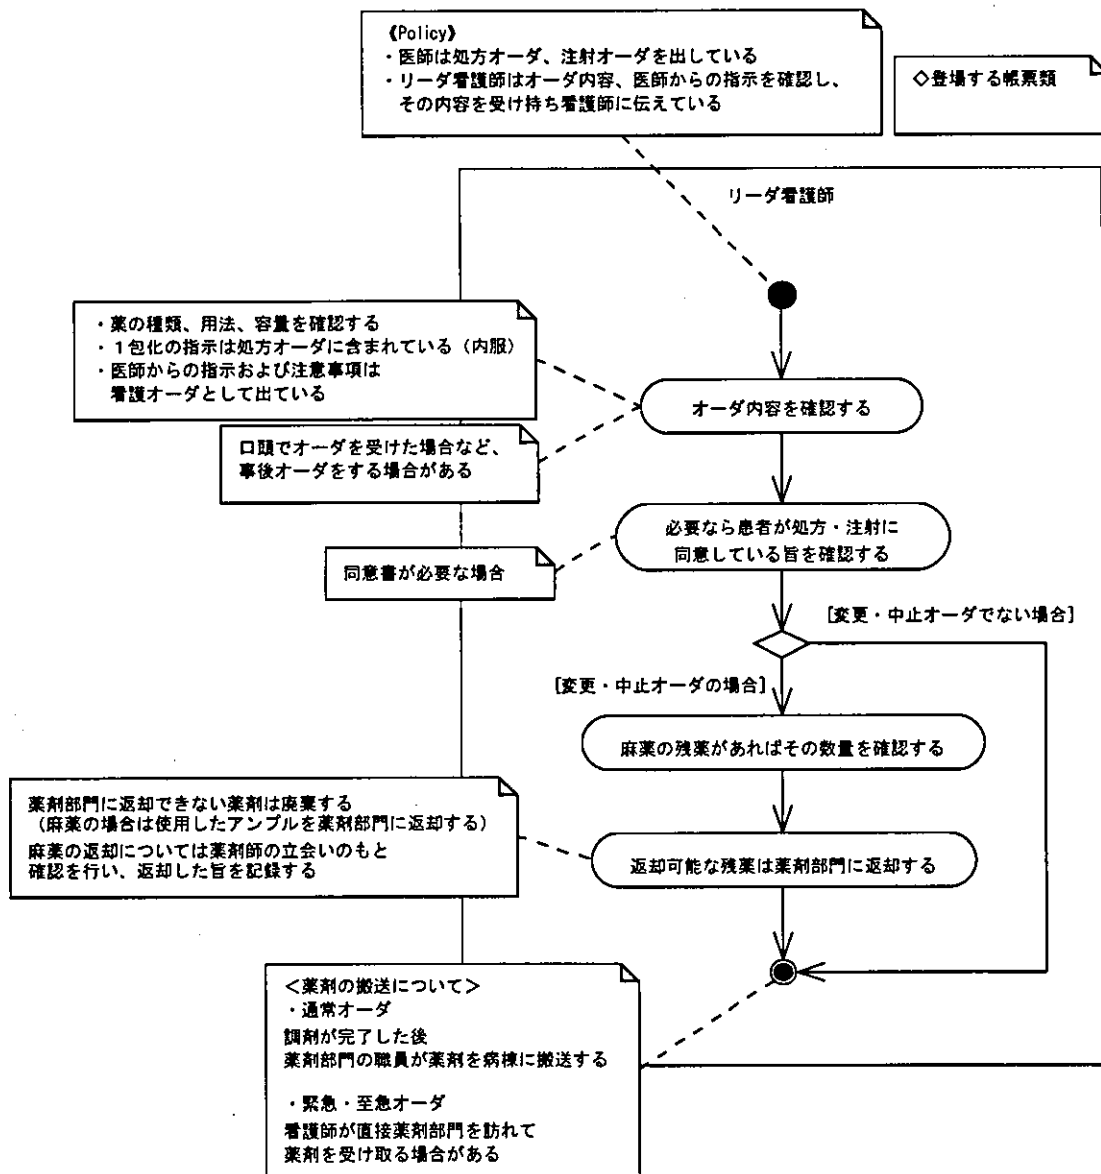 《Policy》
・医師は処方オーダ、注射オーダを出している
・リーダ看護師はオーダ内容、医師からの指示を確認し、
その内容を受け持ち看護師に伝えている
◇登場する帳票類
リーダ看護師
・薬の種類、用法、容量を確認する
・1包化の指示は処方オーダに含まれている（内服）
・医師からの指示および注意事項は
看護オーダとして出ている
オーダ内容を確認する
口頭でオーダを受けた場合など、
事後オーダをする場合がある
必要なら患者が処方・注射に
同意している旨を確認する
同意書が必要な場合
[変更・中止オーダでない場合]
[変更・中止オーダの場合]
麻薬の残薬があればその数量を確認する
薬剤部門に返却できない薬剤は廃棄する
（麻薬の場合は使用したアンプルを薬剤部門に返却する）
麻薬の返却については薬剤師の立会いのもと
確認を行い、返却した旨を記録する
返却可能な残薬は薬剤部門に返却する
＜薬剤の搬送について＞
・通常オーダ
調剤が完了した後
薬剤部門の職員が薬剤を病棟に搬送する
・緊急・至急オーダ
看護師が直接薬剤部門を訪れて
薬剤を受け取る場合がある